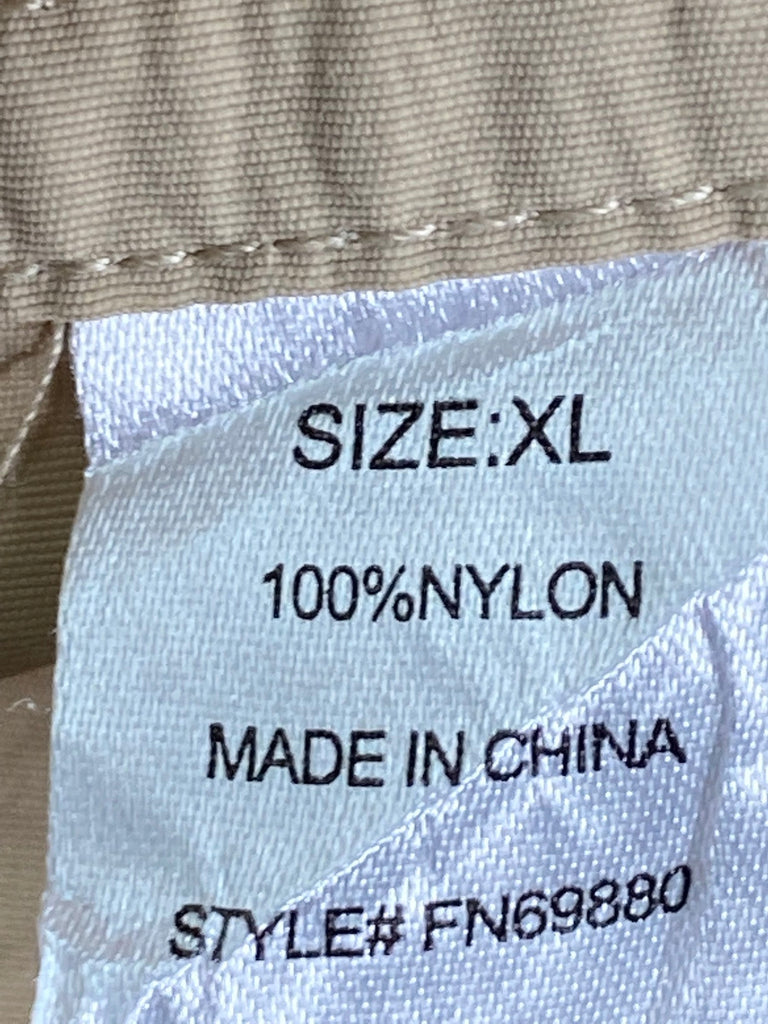 SIZE:XL
100%NYLON
MADE IN CHINA
STYLE# FN69880